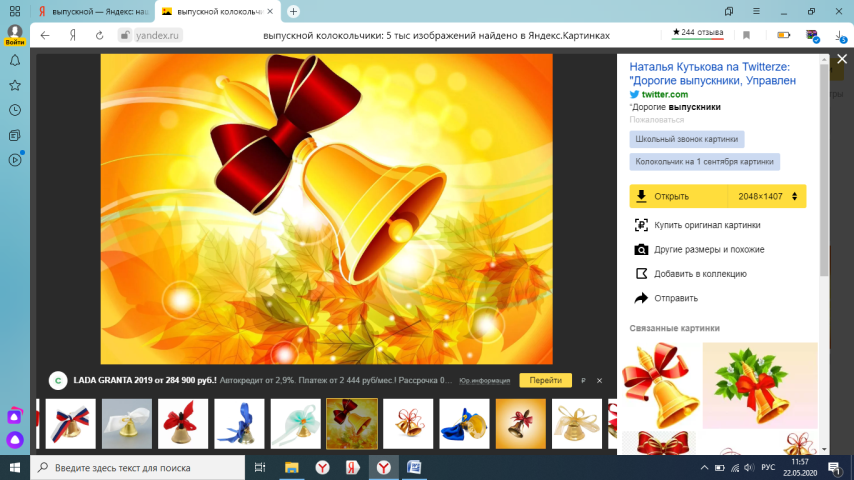 выпускной — Яндекс: наш
выпускной колокольч
Войти
yandex.ru
выпускной колокольчики: 5 тыс изображений найдено в Яндекс.Картинках
★244 отзыва
Наталья Кутькова na Twitterze:
"Дорогие выпускники, Управлен
twitter.com
"Дорогие выпускники
Пожаловаться
Школьный звонок картинки
Колокольчик на 1 сентября картинки
Открыть
2048×1407
Купить оригинал картинки
Другие размеры и похожие
Добавить в коллекцию
Отправить
Связанные картинки
С
LADA GRANTA 2019 от 284 900 руб.! Автокредит от 2,9%. Платеж от 2 444 руб/мес.! Рассрочка 0...
Юр.информация
Перейти
Введите здесь текст для поиска
РУС
11:57
22.05.2020